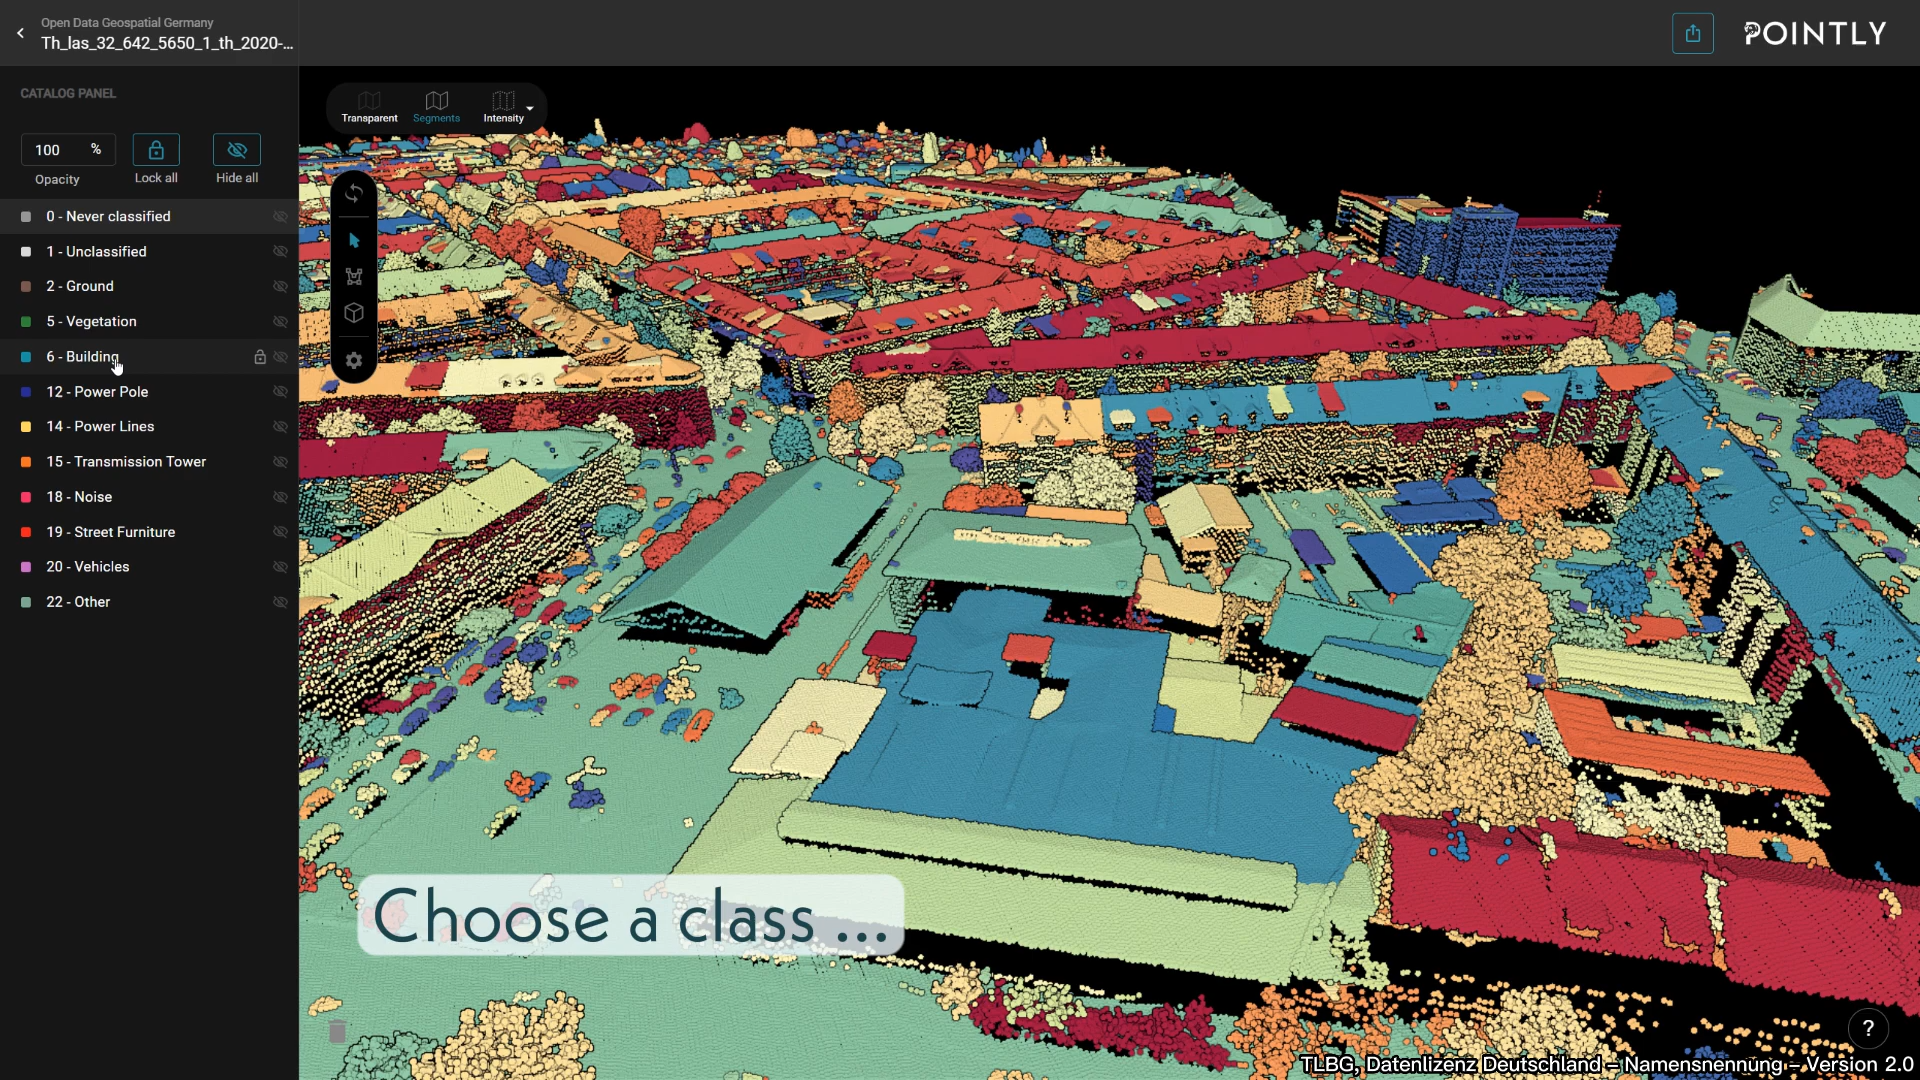 Open Data Geospatial Germany
Th_las_32_642_5650_1_th_2020-...
POINTLY
CATALOG PANEL
100 %
Opacity
Lock all
Hide all
Transparent
Segments
Intensity
0 - Never classified
1 - Unclassified
2 - Ground
5 - Vegetation
6 - Building
12 - Power Pole
14 - Power Lines
15 - Transmission Tower
18 - Noise
19 - Street Furniture
20 - Vehicles
22 - Other
Choose a class ...
?
TLBG, Datenlizenz Deutschland – Namensnennung – Version 2.0